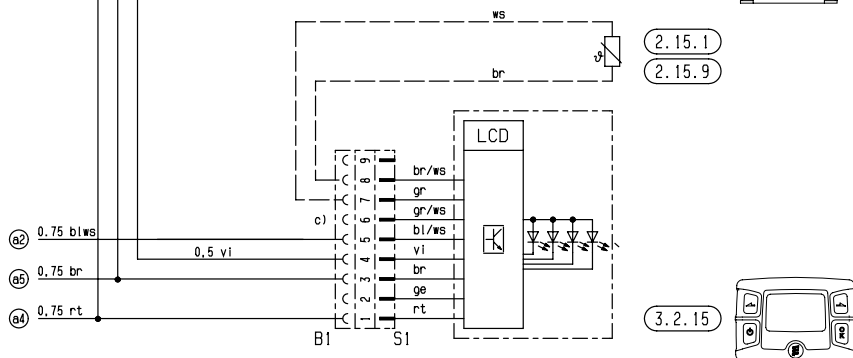 ws
2.15.1
2.15.9
br
LCD
9
8
br/ws
7
gr
c)
6
gr/ws
a2
0.75 blws
5
bl/ws
0,5 vi
4
vi
a5
0,75 br
3
br
2
ge
a4
0,75 rt
1
rt
3.2.15
B1
S1